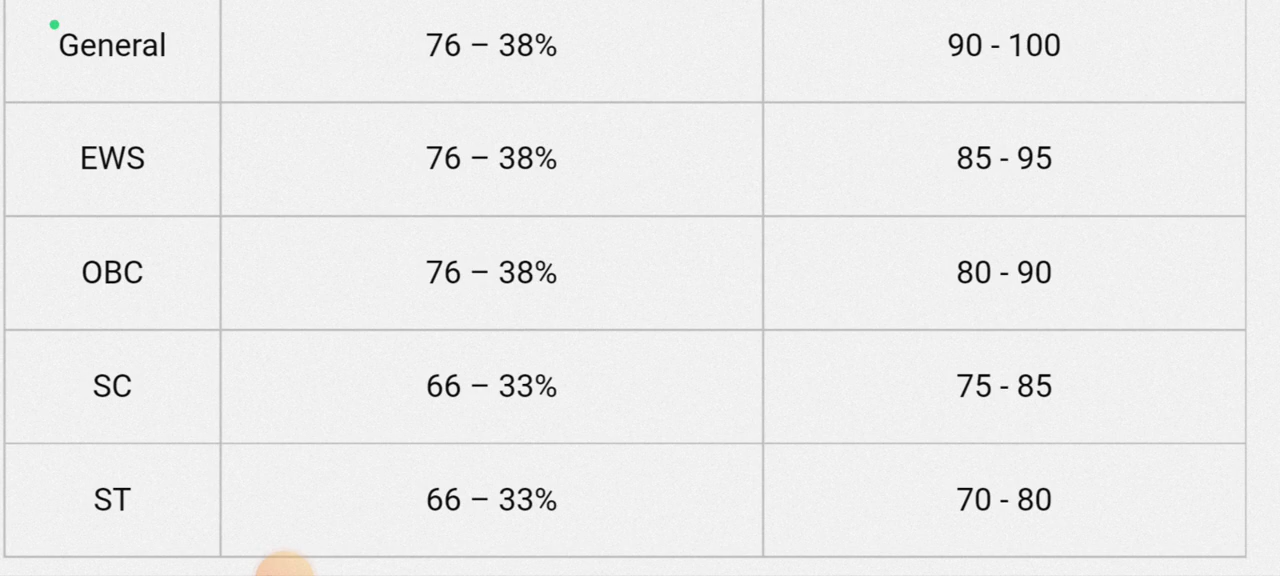 General 76 – 38% 90 - 100
EWS 76 – 38% 85 - 95
OBC 76 – 38% 80 - 90
SC 66 – 33% 75 - 85
ST 66 – 33% 70 - 80